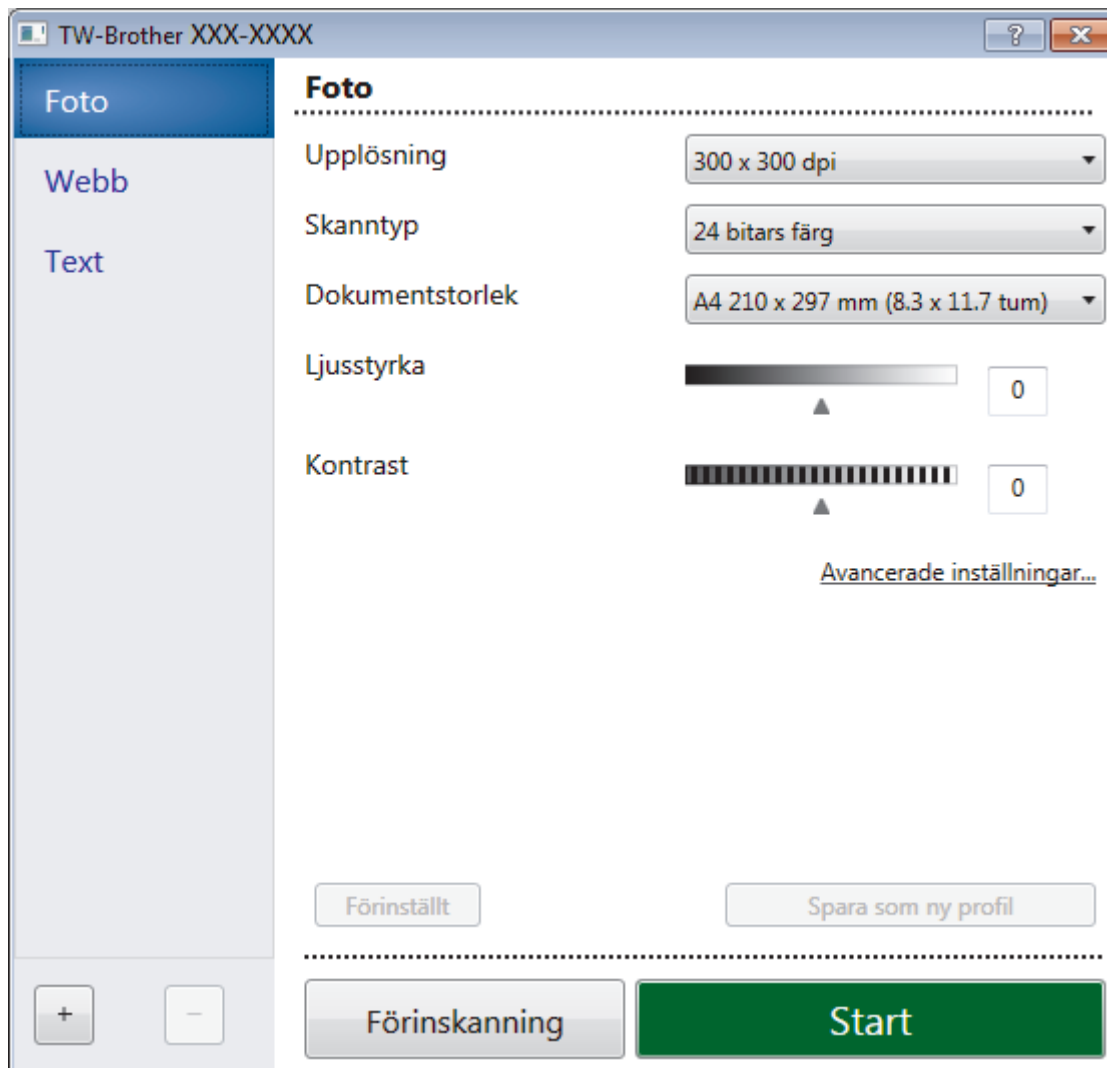 TW-Brother XXX-XXXX
?
Foto
Webb
Text
Foto
Upplösning
300 x 300 dpi
Skanntyp
24 bitars färg
Dokumentstorlek
A4 210 x 297 mm (8.3 x 11.7 tum)
Ljusstyrka
0
Kontrast
0
Avancerade inställningar...
Förinställt
Spara som ny profil
+
−
Förinskanning
Start